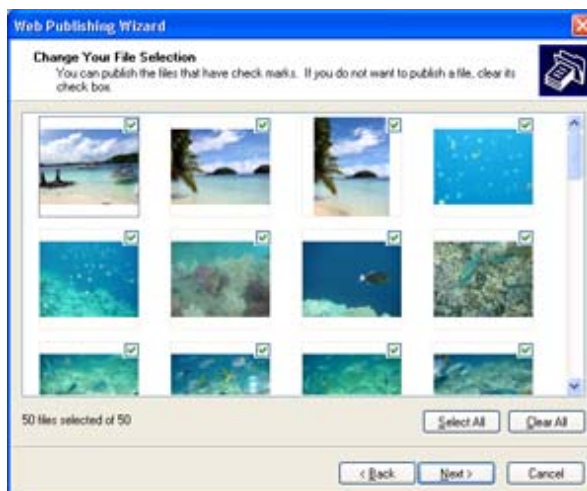 Web Publishing Wizard
Change Your File Selection
You can publish the files that have check marks. If you do not want to publish a file, clear its
check box.
50 files selected of 50
Select All
Clear All
< Back
Next >
Cancel